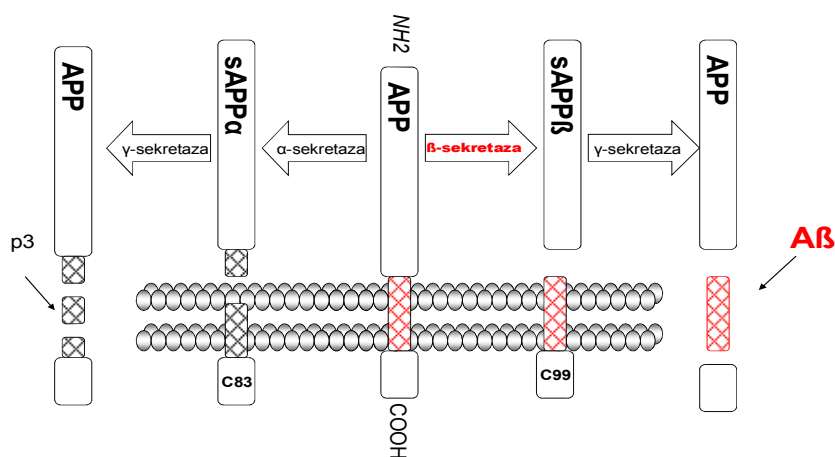 NH2
APP
sAPPα
APP
sAPPß
APP
γ-sekretaza
α-sekretaza
ß-sekretaza
γ-sekretaza
p3
Aß
C83
C99
COOH